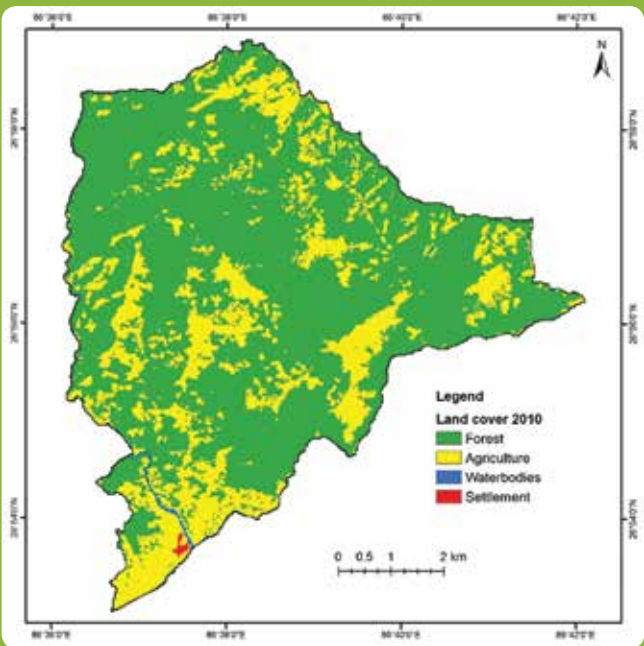 86°36'0"E 86°38'0"E 86°40'0"E 86°42'0"E
N
26°58'0"N 26°58'0"N
26°56'0"N 26°56'0"N
Legend
Land cover 2010
Forest
Agriculture
Waterbodies
Settlement
26°54'0"N 26°54'0"N
0 0.5 1 2 km
86°36'0"E 86°38'0"E 86°40'0"E 86°42'0"E